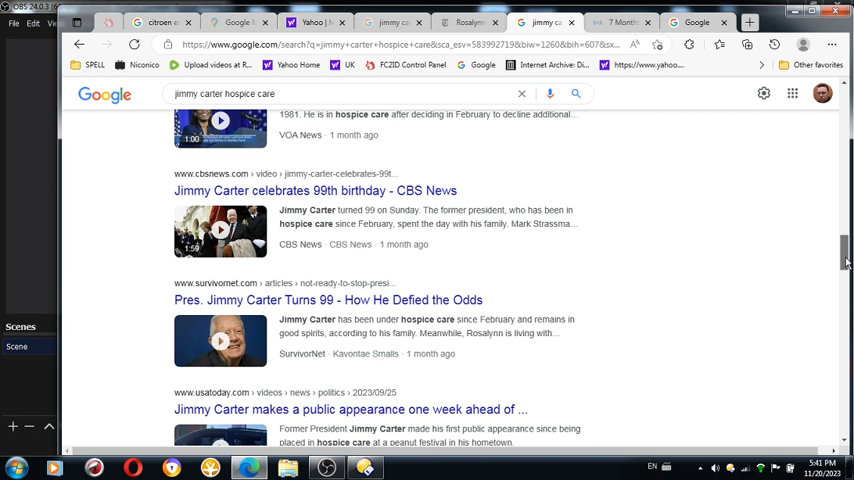 OBS 24.0.3 (6
File Edit Vi
citroen e
Google M
Yahoo | M
jimmy ca
Rosalynn
jimmy ca
7 Month
Google
https://www.google.com/search?q=jimmy+carter+hospice+care&sca_esv=583992719&biw=1260&bih=607&sx...
SPELL
Niconico
Upload videos at R...
Yahoo Home
UK
FC2ID Control Panel
Google
Internet Archive: Di...
https://www.yahoo....
Other favorites
Google
jimmy carter hospice care
1981. He is in hospice care after deciding in February to decline additional...
1:00
VOA News · 1 month ago
www.cbsnews.com › video › jimmy-carter-celebrates-99t...
Jimmy Carter celebrates 99th birthday - CBS News
Jimmy Carter turned 99 on Sunday. The former president, who has been in
hospice care since February, spent the day with his family. Mark Strassma...
1:59
CBS News · CBS News · 1 month ago
www.survivornet.com › articles › not-ready-to-stop-presi...
Pres. Jimmy Carter Turns 99 - How He Defied the Odds
Jimmy Carter has been under hospice care since February and remains in
good spirits, according to his family. Meanwhile, Rosalynn is living with...
SurvivorNet · Kavontae Smalls · 1 month ago
www.usatoday.com › videos › news › politics › 2023/09/25
Jimmy Carter makes a public appearance one week ahead of ...
Former President Jimmy Carter made his first public appearance since being
placed in hospice care at a peanut festival in his hometown.
Scenes
Scene
EN
5:41 PM
11/20/2023